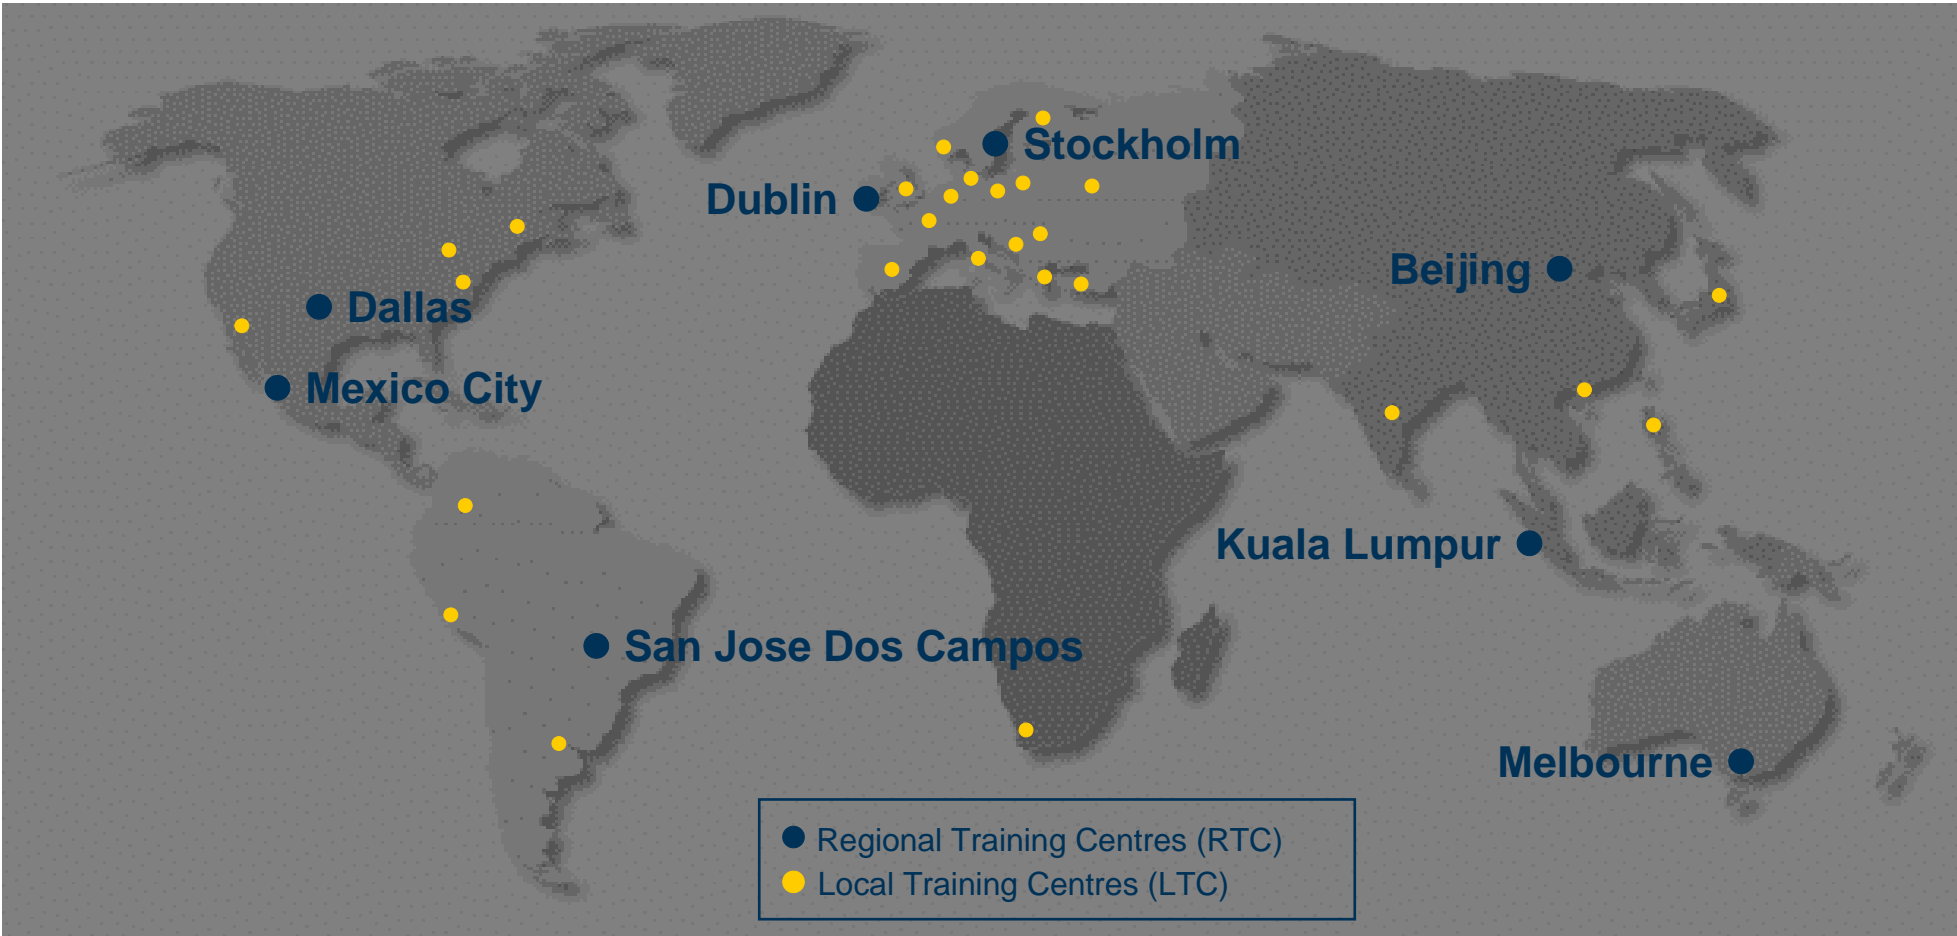 Stockholm
Dublin
Beijing
Dallas
Mexico City
Kuala Lumpur
San Jose Dos Campos
Melbourne
Regional Training Centres (RTC)
Local Training Centres (LTC)